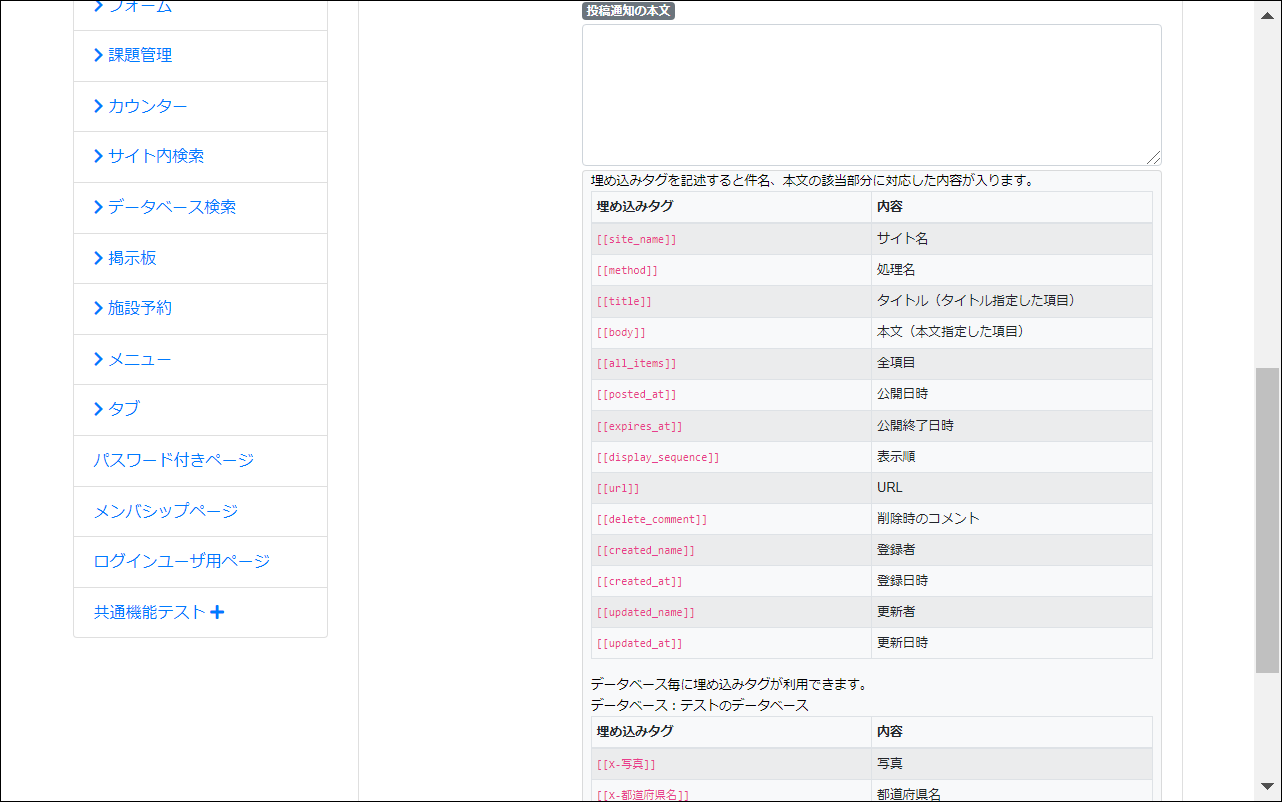 フォーム
課題管理
カウンター
サイト内検索
データベース検索
掲示板
施設予約
メニュー
タブ
パスワード付きページ
メンバシップページ
ログインユーザ用ページ
共通機能テスト
投稿通知の本文
埋め込みタグを記述すると件名、本文の該当部分に対応した内容が入ります。
埋め込みタグ 内容
[[site_name]] サイト名
[[method]] 処理名
[[title]] タイトル（タイトル指定した項目）
[[body]] 本文（本文指定した項目）
[[all_items]] 全項目
[[posted_at]] 公開日時
[[expires_at]] 公開終了日時
[[display_sequence]] 表示順
[[url]] URL
[[delete_comment]] 削除時のコメント
[[created_name]] 登録者
[[created_at]] 登録日時
[[updated_name]] 更新者
[[updated_at]] 更新日時
データベース毎に埋め込みタグが利用できます。
データベース：テストのデータベース
埋め込みタグ 内容
[[X-写真]] 写真
[[X-都道府県名]] 都道府県名